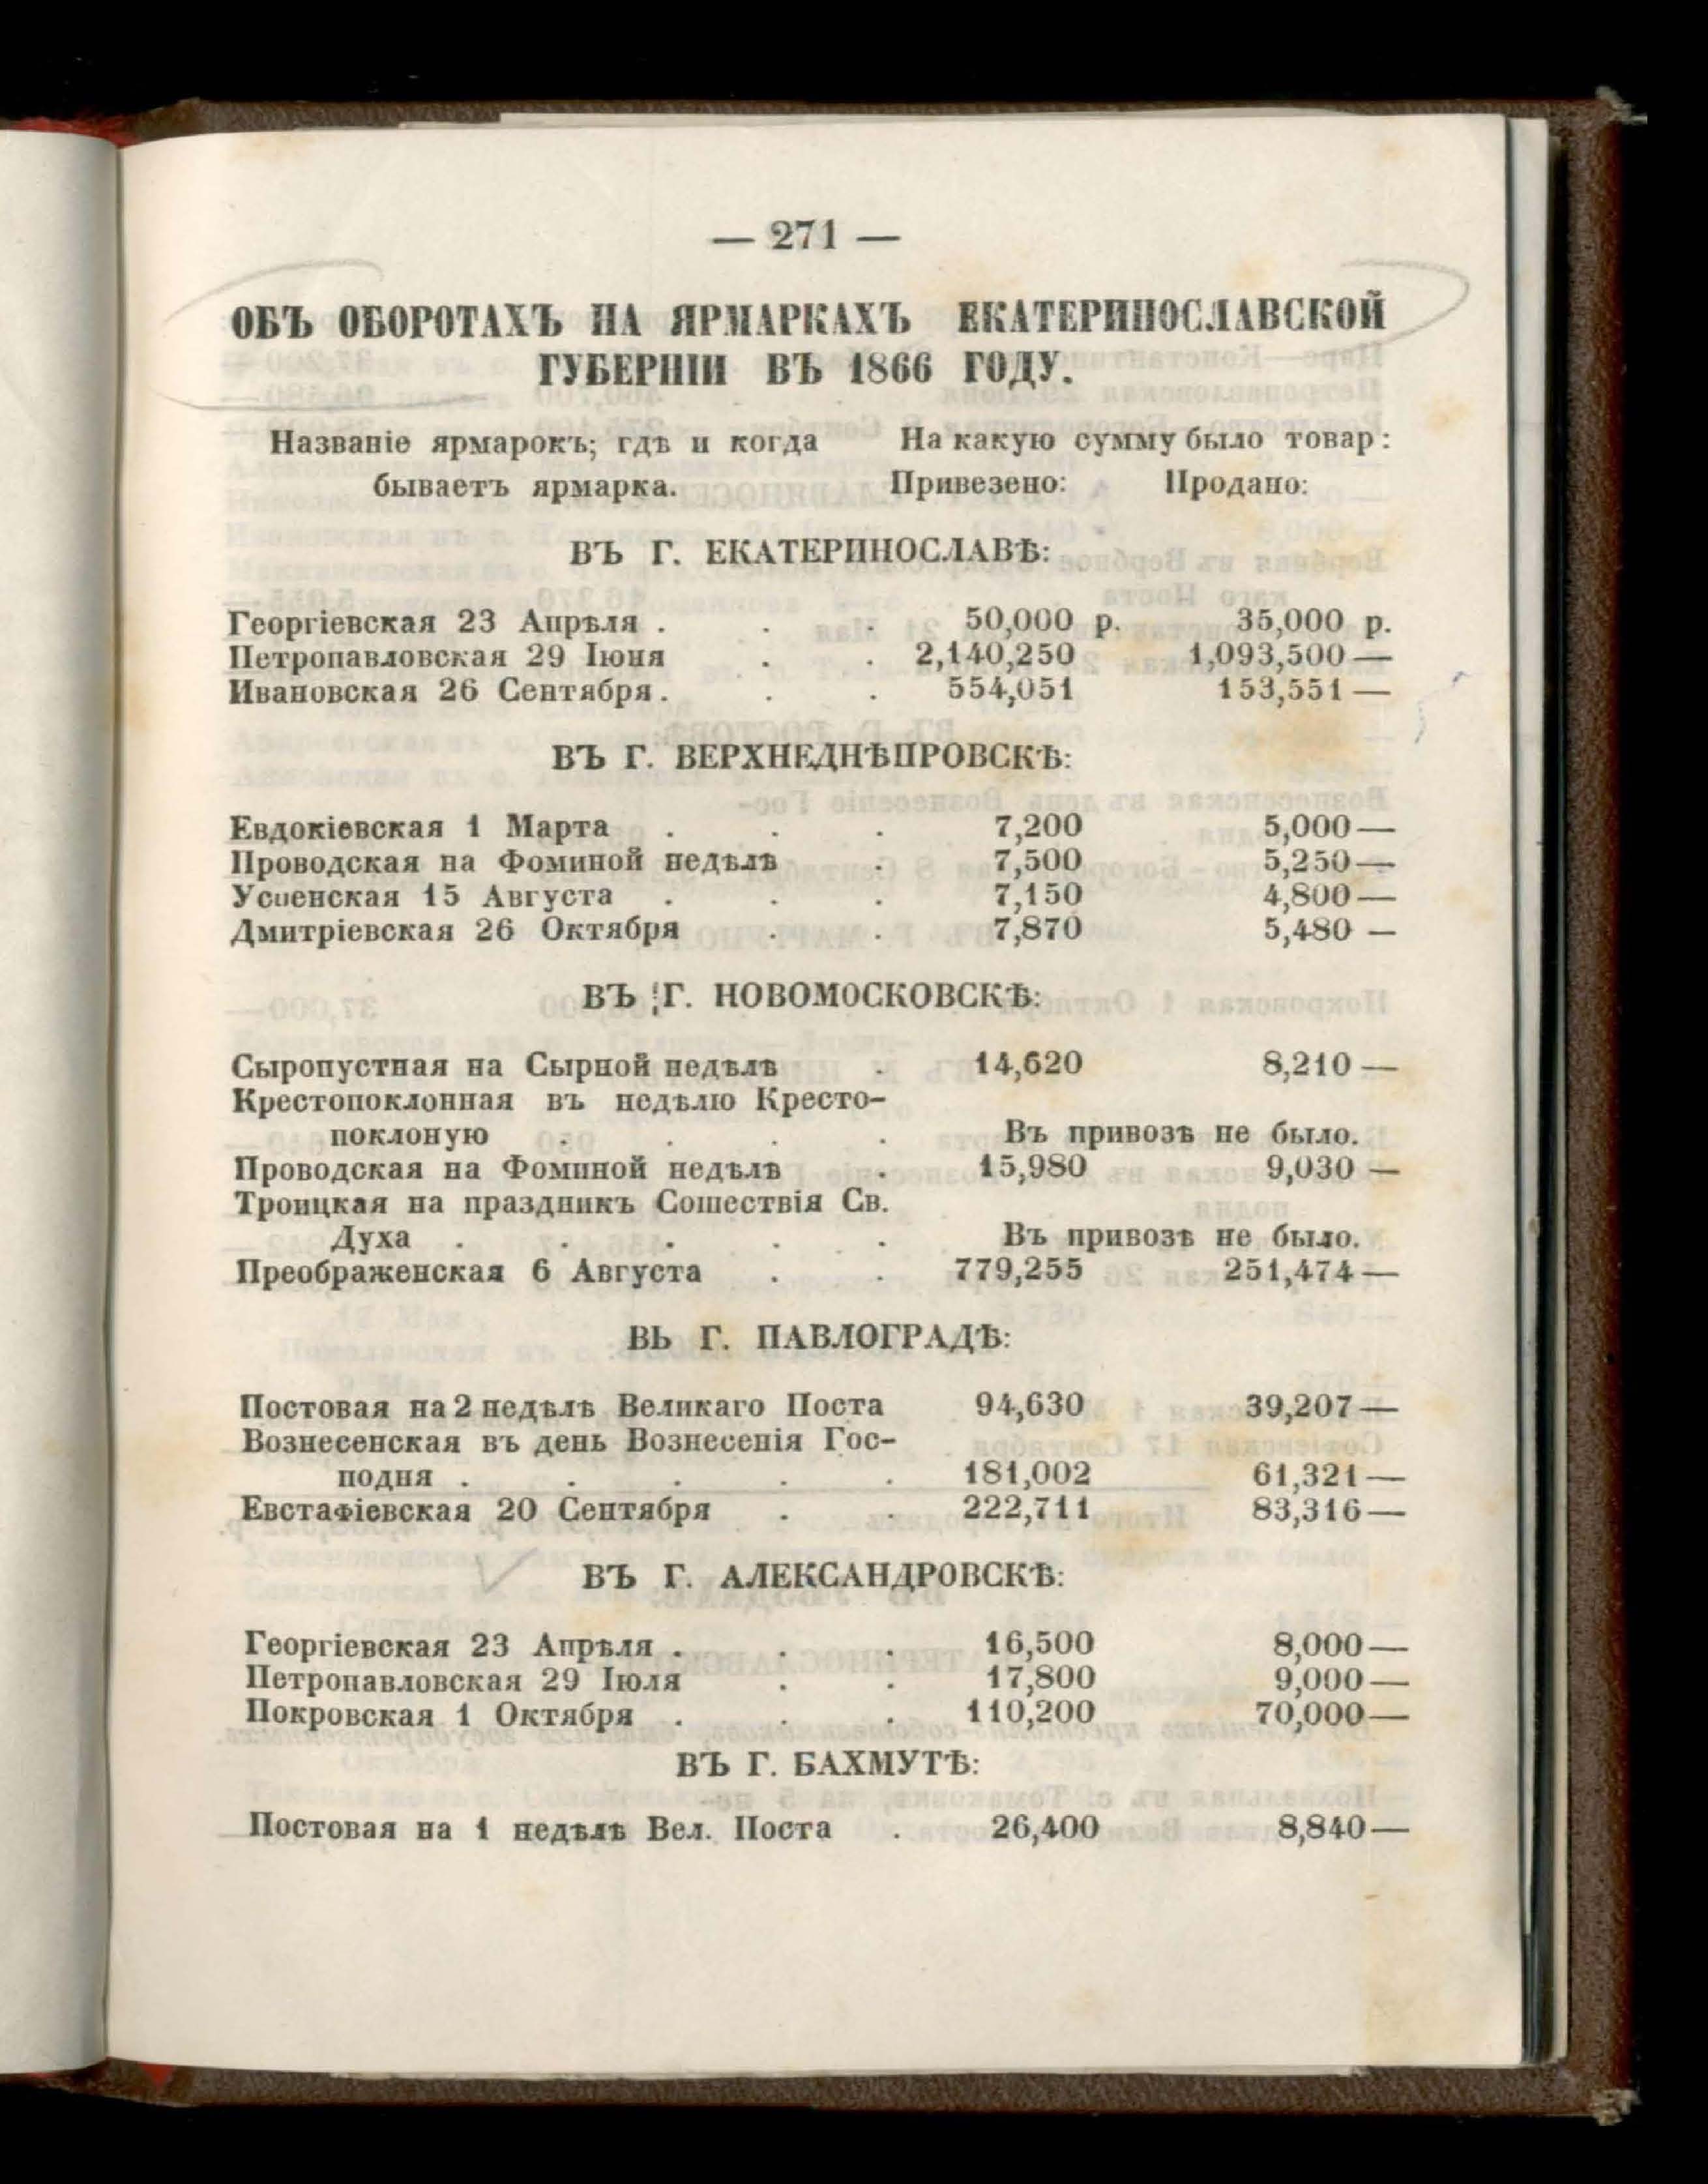 — 271 —
ОБЪ ОБОРОТАХЪ НА ЯРМАРКАХЪ ЕКАТЕРИНОСЛАВСКОЙ
ГУБЕРНІИ ВЪ 1866 ГОДУ.
Названіе ярмарокъ; гдѣ и когда На какую сумму было товар:
бываетъ ярмарка. Привезено: Продано:
ВЪ Г. ЕКАТЕРИНОСЛАВѢ:
Георгіевская 23 Апрѣля . . . 50,000 р. 35,000 р.
Петропавловская 29 Іюня . . 2,140,250 1,093,500 —
Ивановская 26 Сентября . . . 554,051 153,551 —
ВЪ Г. ВЕРХНЕДНѢПРОВСКѢ:
Евдокіевская 1 Марта . . . 7,200 5,000 —
Проводская на Фоминой недѣлѣ . 7,500 5,250 —
Успенская 15 Августа . . . 7,150 4,800 —
Дмитріевская 26 Октября . . 7,870 5,480 —
ВЪ Г. НОВОМОСКОВСКѢ:
Сыропустная на Сырной недѣлѣ . 14,620 8,210 —
Крестопоклонная въ недѣлю Кресто-
поклоную . . . . Въ привозѣ не было.
Проводская на Фоминой недѣлѣ . 15,980 9,030 —
Троицкая на праздникъ Сошествія Св.
Духа . . . . . Въ привозѣ не было.
Преображенская 6 Августа . . 779,255 251,474 —
ВЬ Г. ПАВЛОГРАДѢ:
Постовая на 2 недѣлѣ Великаго Поста 94,630 39,207 —
Вознесенская въ день Вознесенія Гос-
подня . . . . . 181,002 61,321 —
Евстаѳіевская 20 Сентября . . 222,711 83,316 —
ВЪ Г. АЛЕКСАНДРОВСКѢ:
Георгіевская 23 Апрѣля . . . 16,500 8,000 —
Петропавловская 29 Іюля . . 17,800 9,000 —
Покровская 1 Октября . . . 110,200 70,000 —
ВЪ Г. БАХМУТѢ:
Постовая на 1 недѣлѣ Вел. Поста . 26,400 8,840 —